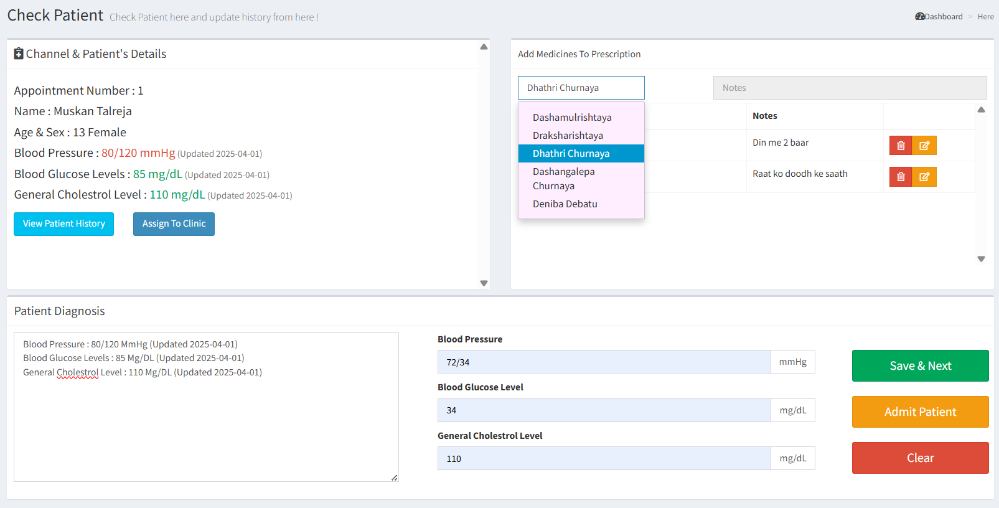 Check Patient Check Patient here and update history from here !
Dashboard > Here
Channel & Patient's Details
Appointment Number : 1
Name : Muskan Talreja
Age & Sex : 13 Female
Blood Pressure : 80/120 mmHg (Updated 2025-04-01)
Blood Glucose Levels : 85 mg/dL (Updated 2025-04-01)
General Cholestrol Level : 110 mg/dL (Updated 2025-04-01)
View Patient History
Assign To Clinic
Add Medicines To Prescription
Dhathri Churnaya
Notes
Dashamulrishtaya
Draksharishtaya
Dhathri Churnaya
Dashangalepa
Churnaya
Deniba Debatu
Notes
Din me 2 baar
Raat ko doodh ke saath
Patient Diagnosis
Blood Pressure : 80/120 MmHg (Updated 2025-04-01)
Blood Glucose Levels : 85 Mg/DL (Updated 2025-04-01)
General Cholestrol Level : 110 Mg/DL (Updated 2025-04-01)
Blood Pressure
72/34 mmHg
Blood Glucose Level
34 mg/dL
General Cholestrol Level
110 mg/dL
Save & Next
Admit Patient
Clear